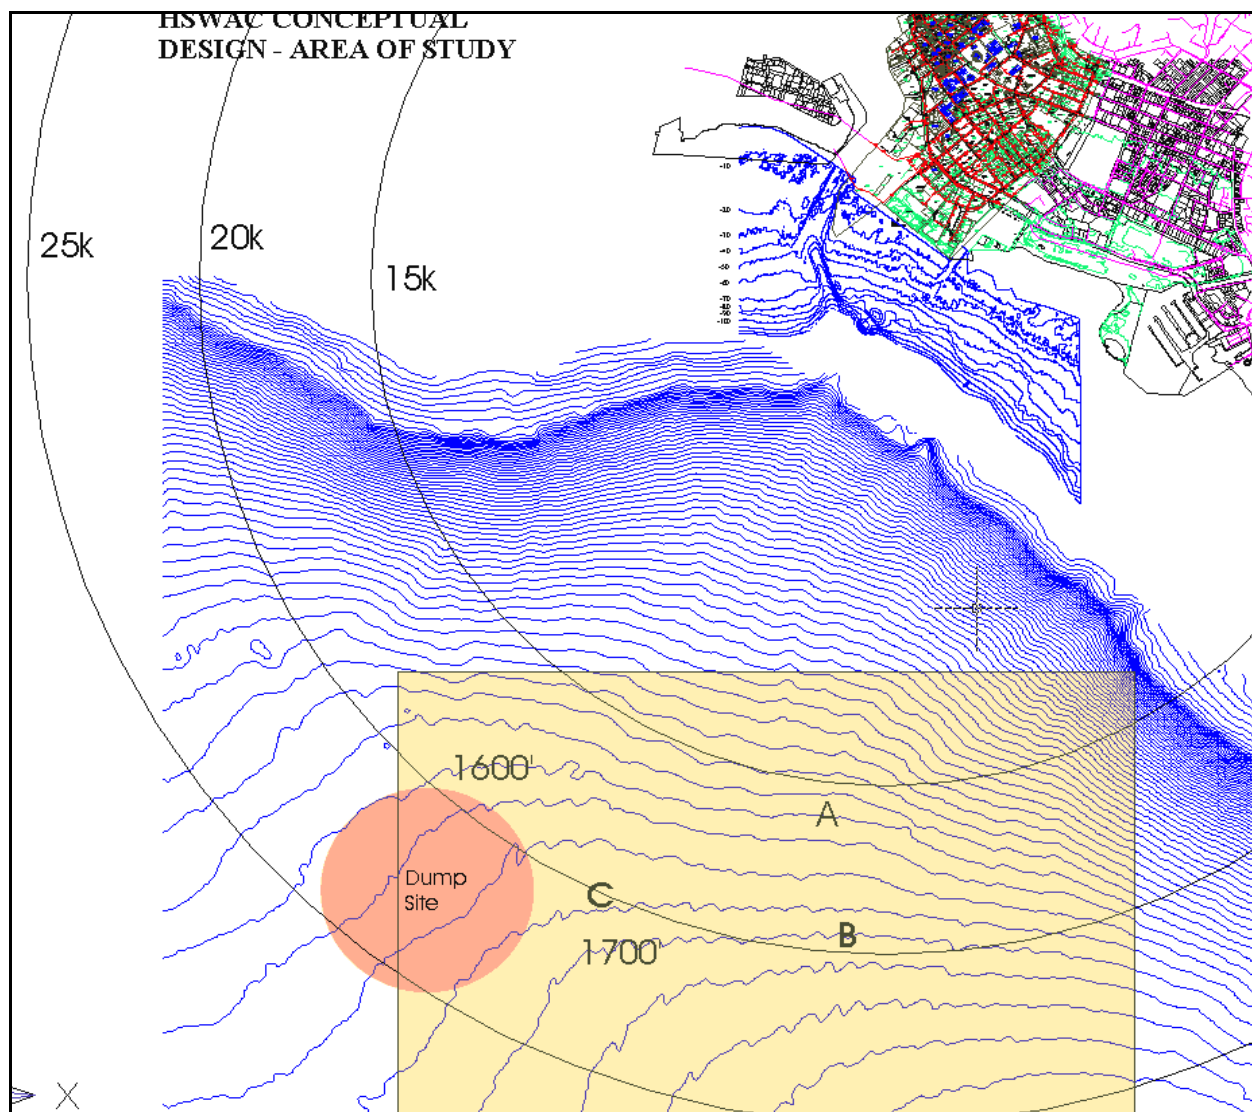 HSWAC CONCEPTUAL
DESIGN - AREA OF STUDY
25k
20k
15k
1600'
A
Dump
Site
C
B
1700'
X